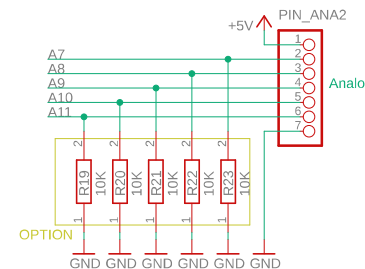 PIN_ANA2
+5V
1
A7 2
A8 3
A9 4 Analo
A10 5
A11 6
7
2 2 2 2 2
R19 10K R20 10K R21 10K R22 10K R23 10K
1 1 1 1 1
OPTION
GND GND GND GND GND GND